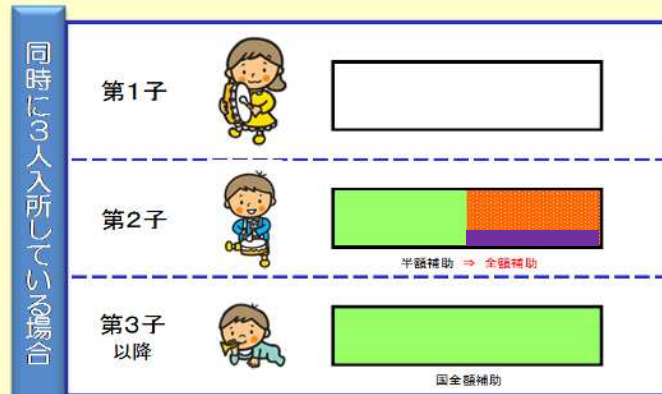 同時に3人入所している場合
第1子
第2子
半額補助 ⇒ 全額補助
第3子
以降
国全額補助